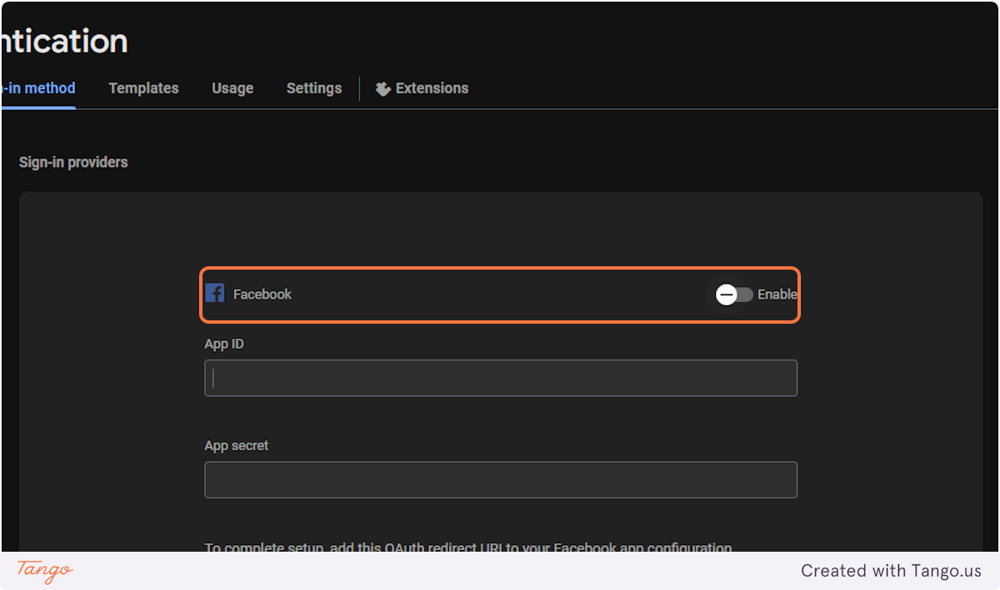 ntication
-in method Templates Usage Settings Extensions
Sign-in providers
Facebook Enable
App ID
App secret
To complete setup, add this OAuth redirect URI to your Facebook app configuration.
Tango Created with Tango.us